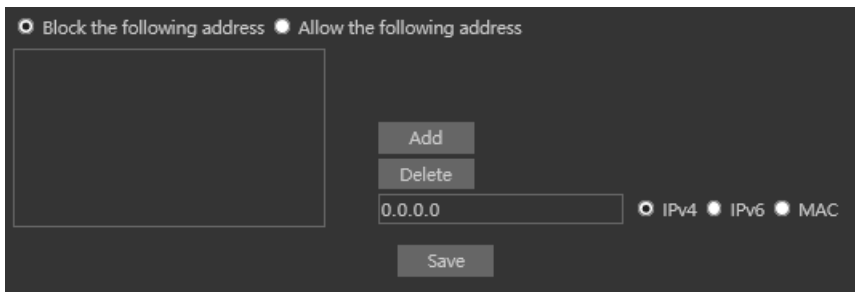 Block the following address Allow the following address
Add
Delete
0.0.0.0 IPv4 IPv6 MAC
Save